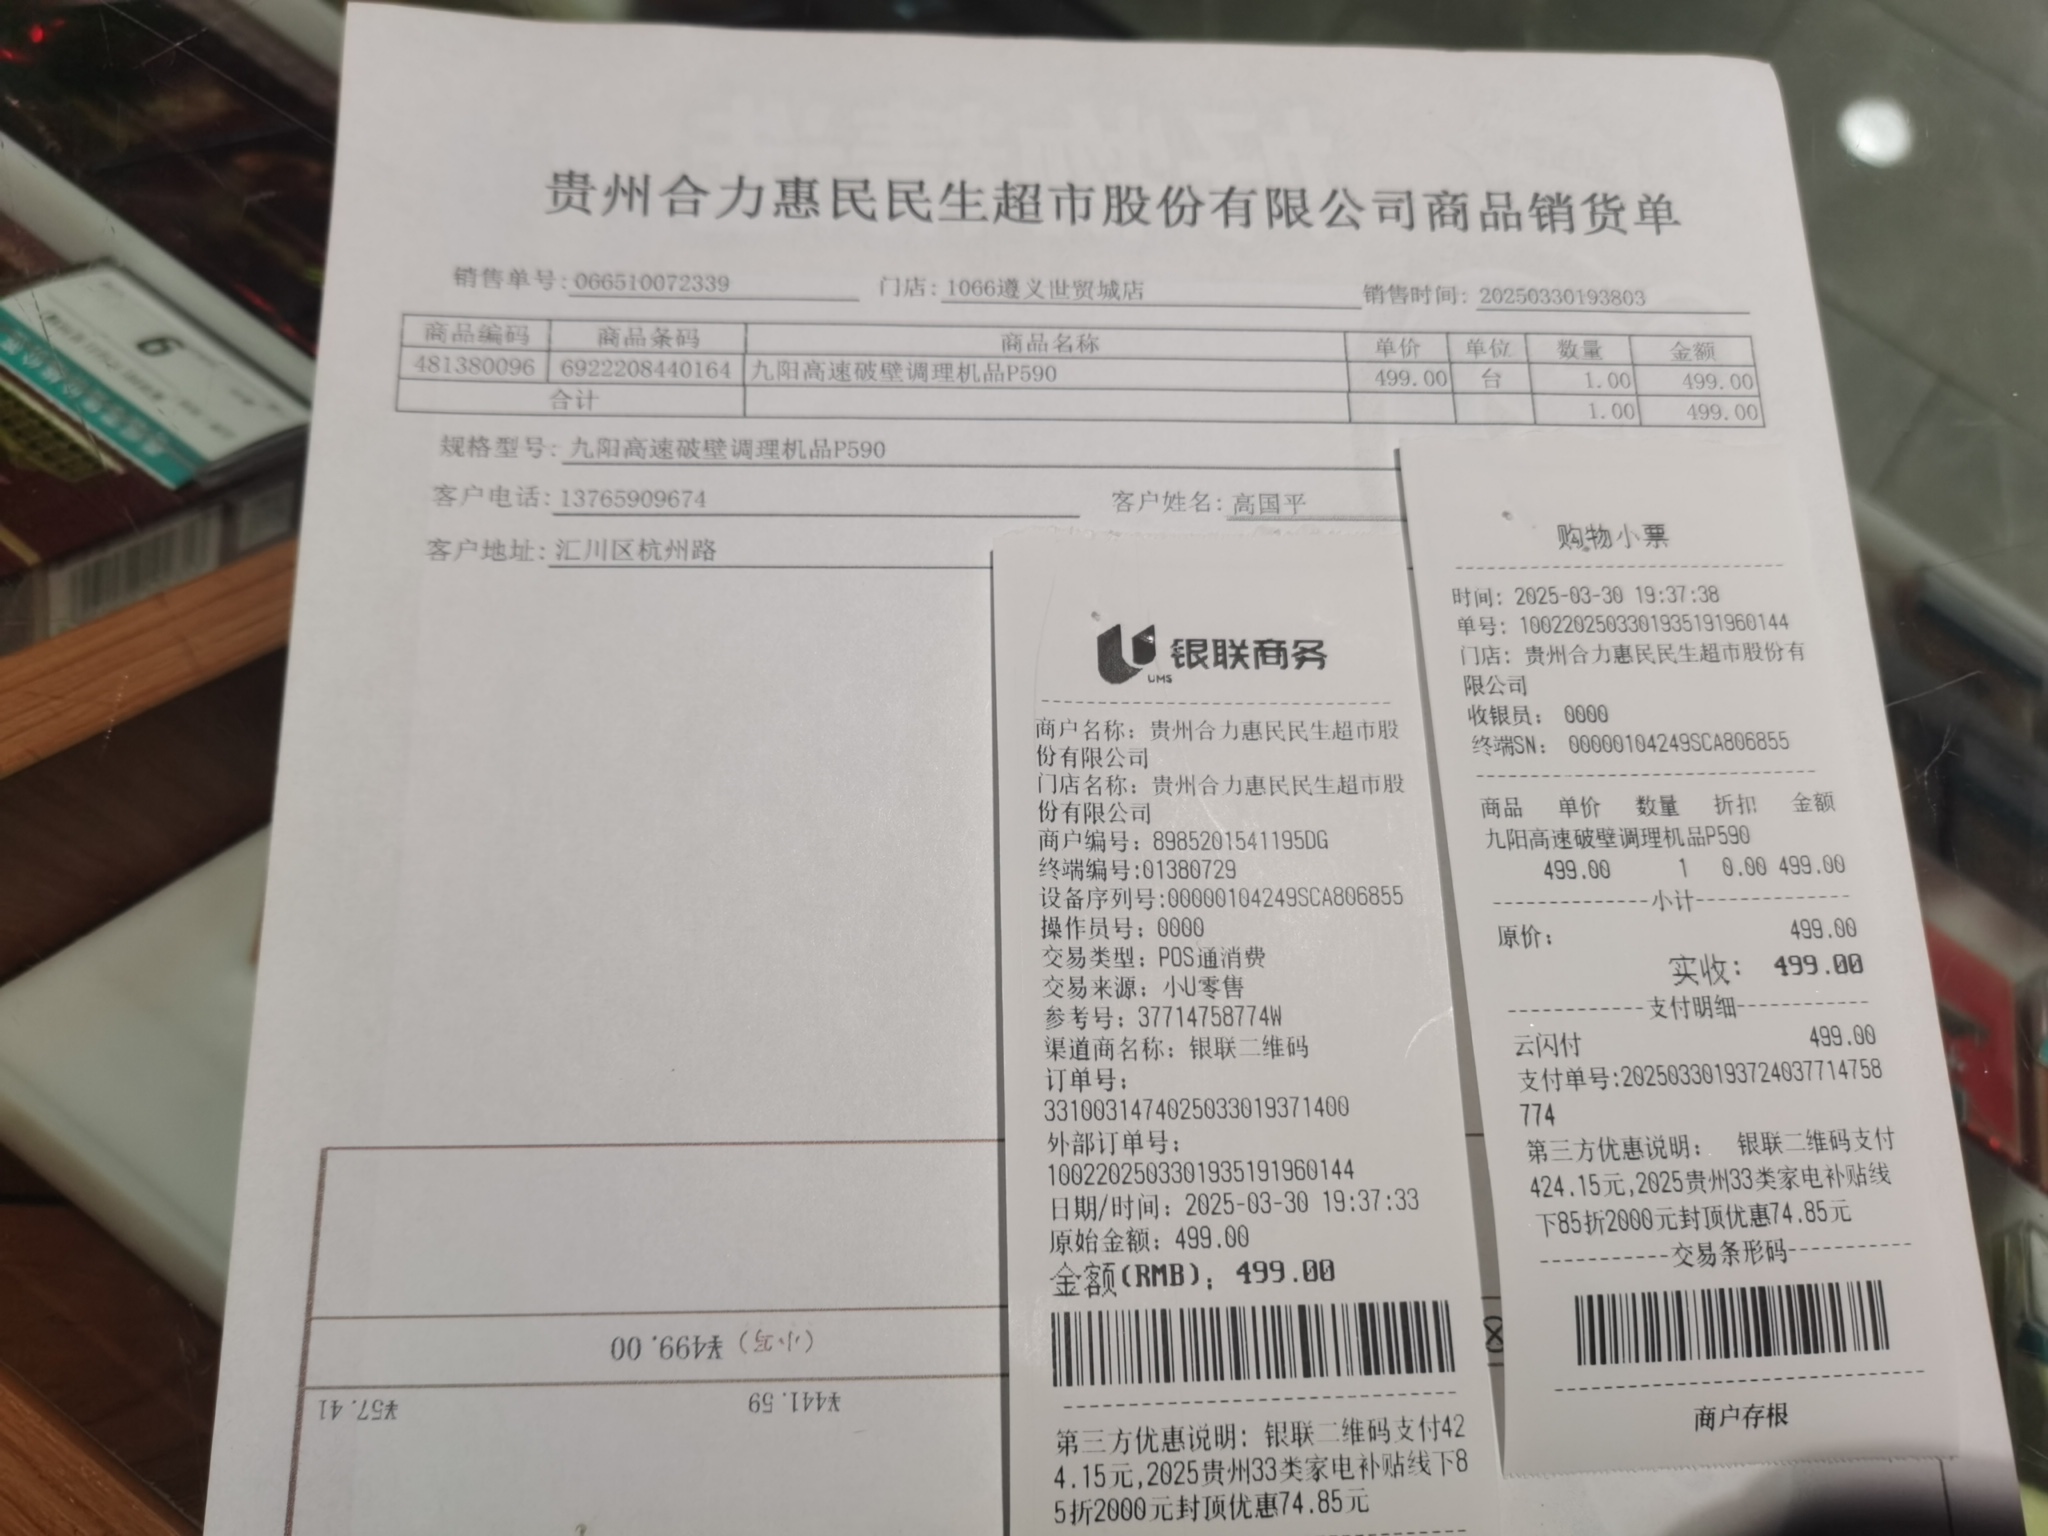 贵州合力惠民民生超市股份有限公司商品销货单
销售单号:066510072339 门店:1066遵义世贸城店 销售时间:20250330193803
商品编码 商品条码 商品名称 单价 单位 数量 金额
481380096 6922208440164 九阳高速破壁调理机品P590 499.00 台 1.00 499.00
合计 1.00 499.00
规格型号:九阳高速破壁调理机品P590
客户电话:13765909674 客户姓名:高国平
客户地址:汇川区杭州路
银联商务
UMS
商户名称：贵州合力惠民民生超市股
份有限公司
门店名称：贵州合力惠民民生超市股
份有限公司
商户编号：8985201541195DG
终端编号:01380729
设备序列号:00000104249SCA806855
操作员号：0000
交易类型：POS通消费
交易来源：小U零售
参考号：37714758774W
渠道商名称：银联二维码
订单号：
33100314740250330193714​00
外部订单号：
10022025033019351919601​44
日期/时间：2025-03-30 19:37:33
原始金额：499.00
金额(RMB)：499.00
第三方优惠说明：银联二维码支付42
4.15元,2025贵州33类家电补贴线下8
5折2000元封顶优惠74.85元
购物小票
时间：2025-03-30 19:37:38
单号：1002202503301935191960144
门店：贵州合力惠民民生超市股份有
限公司
收银员：0000
终端SN：00000104249SCA806855
商品 单价 数量 折扣 金额
九阳高速破壁调理机品P590
499.00 1 0.00 499.00
小计
原价： 499.00
实收：499.00
支付明细
云闪付 499.00
支付单号:202503301937240377​14758
774
第三方优惠说明： 银联二维码支付
424.15元,2025贵州33类家电补贴线
下85折2000元封顶优惠74.85元
交易条形码
商户存根
(小写) ¥499.00
¥441.59 ¥57.41